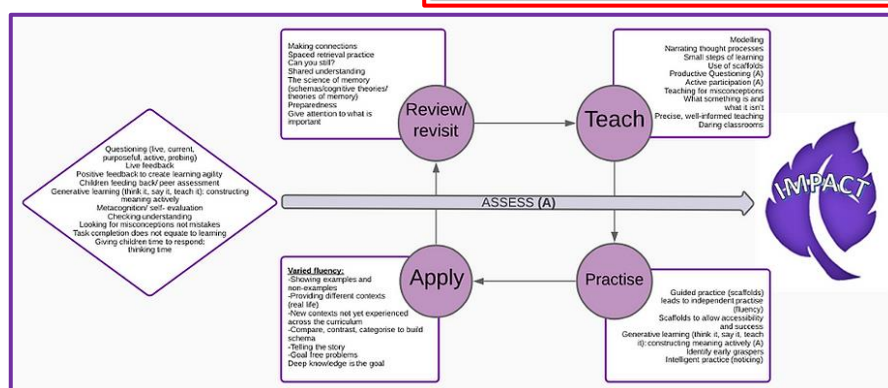 Making connections
Spaced retrieval practice
Can you still?
Shared understanding
The science of memory
(schemas/cognitive theories/
theories of memory)
Preparedness
Give attention to what is
important
Review/
revisit
Teach
Modelling
Narrating thought processes
Small steps of learning
Use of scaffolds
Productive Questioning (A)
Active participation (A)
Teaching for misconceptions
What something is and
what it isn't
Precise, well-informed teaching
Daring classrooms
Questioning (live, current,
purposeful, active, probing)
Live feedback
Positive feedback to create learning agility
Children feeding back/ peer assessment
Generative learning (think it, say it, teach it): constructing
meaning actively
Metacognition/ self- evaluation
Checking understanding
Looking for misconceptions not mistakes
Task completion does not equate to learning
Giving children time to respond:
thinking time
ASSESS (A)
IMPACT
Varied fluency:
-Showing examples and
non-examples
-Providing different contexts
(real life)
-New contexts not yet experienced
across the curriculum
-Compare, contrast, categorise to build
schema
-Telling the story
-Goal free problems
Deep knowledge is the goal
Apply
Practise
Guided practice (scaffolds)
leads to independent practise
(fluency)
Scaffolds to allow accessibility
and success
Generative learning (think it, say it, teach
it): constructing meaning actively (A)
Identify early graspers
Intelligent practice (noticing)